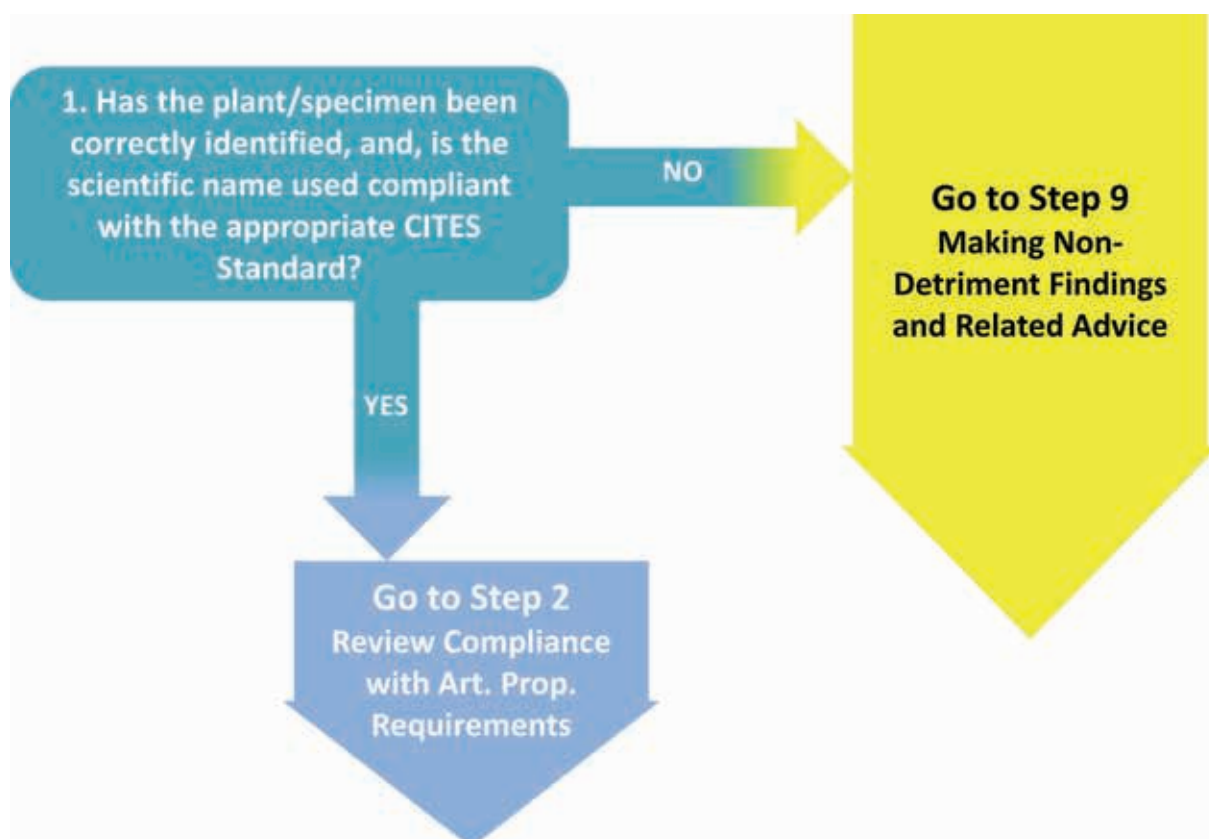 1. Has the plant/specimen been
correctly identified, and, is the
scientific name used compliant
with the appropriate CITES
Standard?
NO
Go to Step 9
Making Non-
Detriment Findings
and Related Advice
YES
Go to Step 2
Review Compliance
with Art. Prop.
Requirements